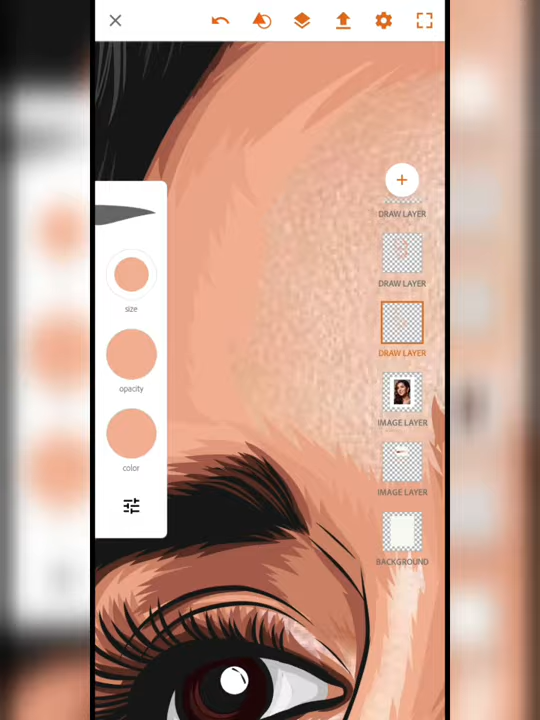 DRAW LAYER
DRAW LAYER
size
DRAW LAYER
opacity
IMAGE LAYER
color
IMAGE LAYER
BACKGROUND